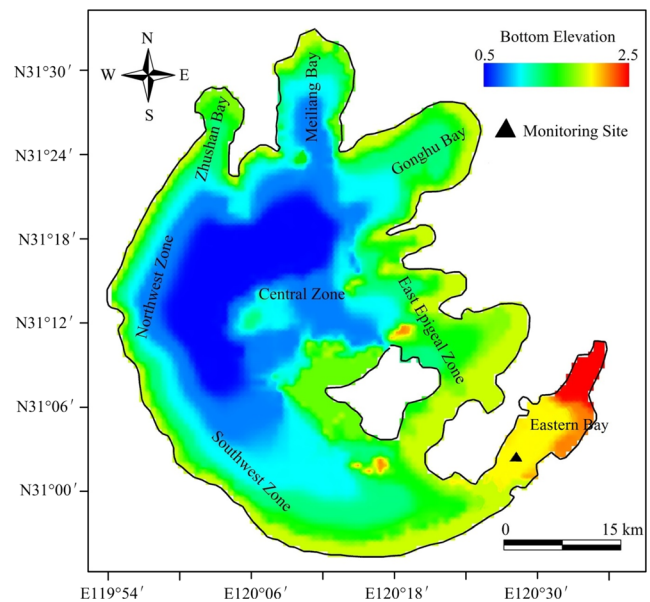 N
W E
S
Bottom Elevation
0.5 2.5
Monitoring Site
N31°30′
N31°24′
N31°18′
N31°12′
N31°06′
N31°00′
Zhushan Bay
Meiliang Bay
Gonghu Bay
Northwest Zone
Central Zone
East Epigeal Zone
Eastern Bay
Southwest Zone
0 15 km
E119°54′ E120°06′ E120°18′ E120°30′